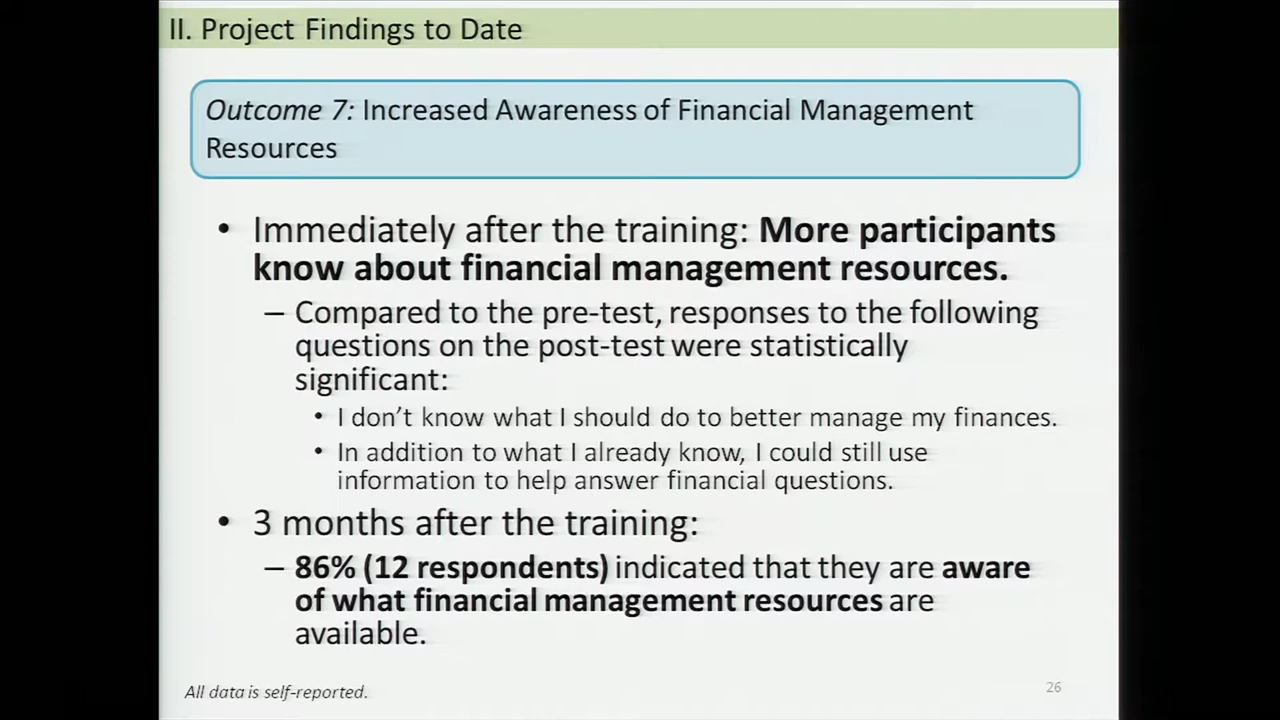 II. Project Findings to Date
Outcome 7: Increased Awareness of Financial Management
Resources
• Immediately after the training: More participants
know about financial management resources.
– Compared to the pre-test, responses to the following
questions on the post-test were statistically
significant:
• I don’t know what I should do to better manage my finances.
• In addition to what I already know, I could still use
information to help answer financial questions.
• 3 months after the training:
– 86% (12 respondents) indicated that they are aware
of what financial management resources are
available.
All data is self-reported.
26